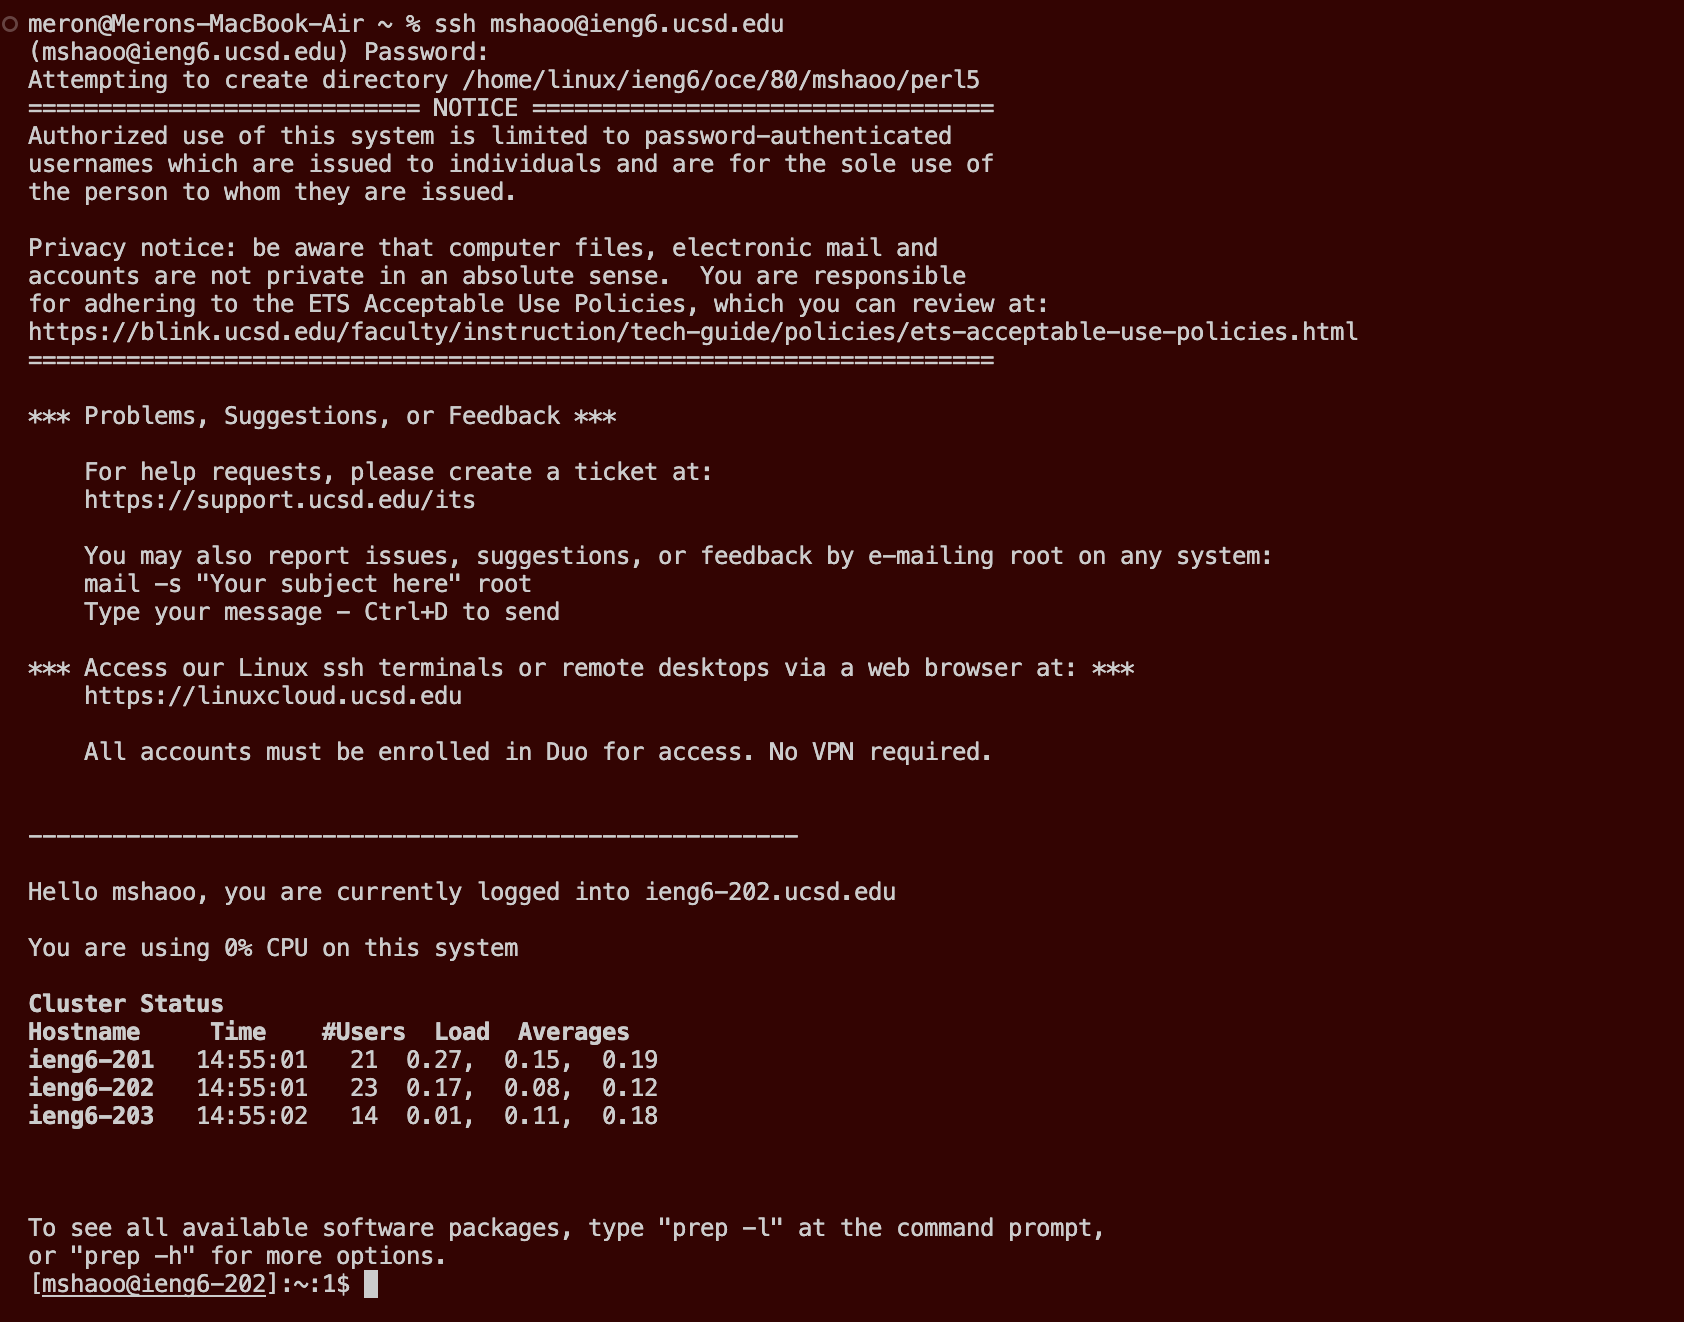 meron@Merons-MacBook-Air ~ % ssh mshaoo@ieng6.ucsd.edu
(mshaoo@ieng6.ucsd.edu) Password:
Attempting to create directory /home/linux/ieng6/oce/80/mshaoo/perl5
============================ NOTICE =================================
Authorized use of this system is limited to password-authenticated
usernames which are issued to individuals and are for the sole use of
the person to whom they are issued.

Privacy notice: be aware that computer files, electronic mail and
accounts are not private in an absolute sense.  You are responsible
for adhering to the ETS Acceptable Use Policies, which you can review at:
https://blink.ucsd.edu/faculty/instruction/tech-guide/policies/ets-acceptable-use-policies.html
=====================================================================

*** Problems, Suggestions, or Feedback ***

    For help requests, please create a ticket at:
    https://support.ucsd.edu/its

    You may also report issues, suggestions, or feedback by e-mailing root on any system:
    mail -s "Your subject here" root
    Type your message - Ctrl+D to send

*** Access our Linux ssh terminals or remote desktops via a web browser at: ***
    https://linuxcloud.ucsd.edu

    All accounts must be enrolled in Duo for access. No VPN required.


-------------------------------------------------------

Hello mshaoo, you are currently logged into ieng6-202.ucsd.edu

You are using 0% CPU on this system

Cluster Status
Hostname     Time    #Users  Load  Averages
ieng6-201   14:55:01   21  0.27,  0.15,  0.19
ieng6-202   14:55:01   23  0.17,  0.08,  0.12
ieng6-203   14:55:02   14  0.01,  0.11,  0.18



To see all available software packages, type "prep -l" at the command prompt,
or "prep -h" for more options.
[mshaoo@ieng6-202]:~:1$